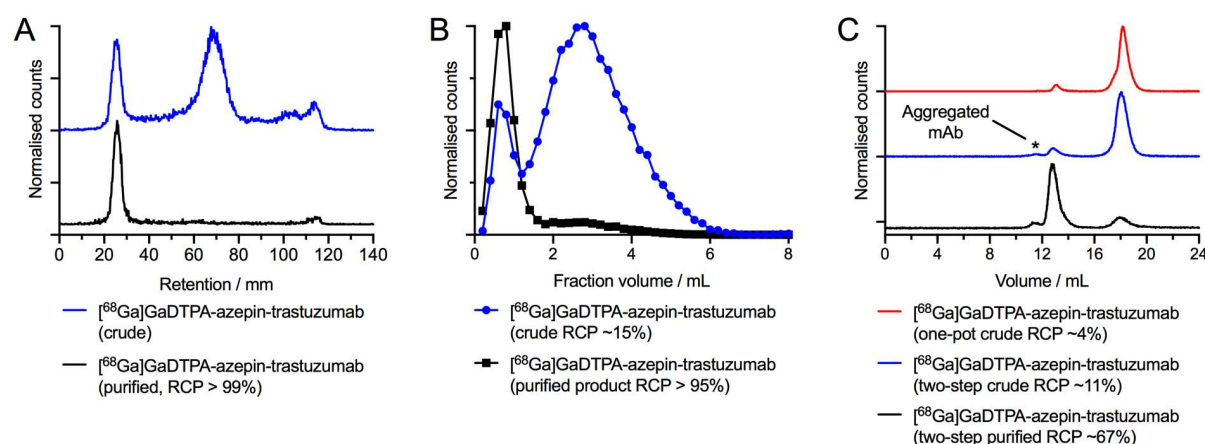 A
Normalised counts
0 20 40 60 80 100 120 140
Retention / mm
[⁶⁸Ga]GaDTPA-azepin-trastuzumab
(crude)
[⁶⁸Ga]GaDTPA-azepin-trastuzumab
(purified, RCP > 99%)
B
Normalised counts
0 2 4 6 8
Fraction volume / mL
[⁶⁸Ga]GaDTPA-azepin-trastuzumab
(crude RCP ~15%)
[⁶⁸Ga]GaDTPA-azepin-trastuzumab
(purified product RCP > 95%)
C
Normalised counts
Aggregated
mAb
*
0 4 8 12 16 20 24
Volume / mL
[⁶⁸Ga]GaDTPA-azepin-trastuzumab
(one-pot crude RCP ~4%)
[⁶⁸Ga]GaDTPA-azepin-trastuzumab
(two-step crude RCP ~11%)
[⁶⁸Ga]GaDTPA-azepin-trastuzumab
(two-step purified RCP ~67%)